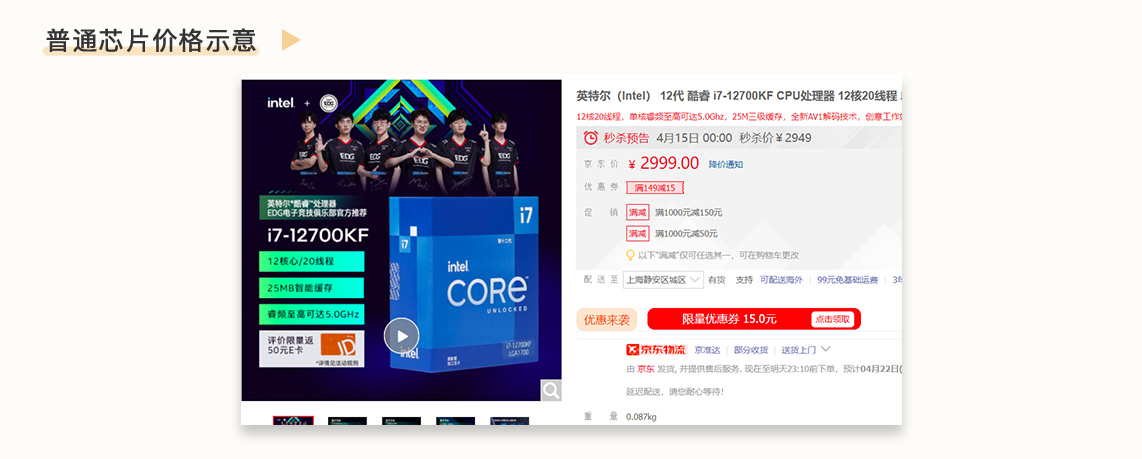 普通芯片价格示意
intel + EDG
EDG EDG EDG EDG EDG
英特尔®酷睿™处理器
EDG电子竞技俱乐部官方推荐
i7-12700KF
12核心/20线程
25MB智能缓存
睿频至高可达5.0GHz
评价限量返
50元E卡
*详情见活动规则
i7
i7
第十二代
intel
CORE
UNLOCKED
intel
i7-12700KF
LGA1700
英特尔（Intel） 12代 酷睿 i7-12700KF CPU处理器 12核20线程
12核20线程，单核睿频至高可达5.0Ghz，25M三级缓存，全新AV1解码技术，创意工作
秒杀预告 4月15日 00:00 秒杀价￥2949
京东价 ￥ 2999.00 降价通知
优惠券 满149减15
促销 满减 满1000元减150元
满减 满1000元减50元
以下“满减”仅可任选其一，可在购物车更改
配送至 上海静安区城区 有货 支持 可配送海外 99元免基础运费 3
优惠来袭 限量优惠券 15.0元 点击领取
京东物流 京准达 部分收货 送货上门
由 京东 发货, 并提供售后服务. 现在至明天23:10前下单，预计04月22日(
延迟配送，请您耐心等待！
重量 0.087kg